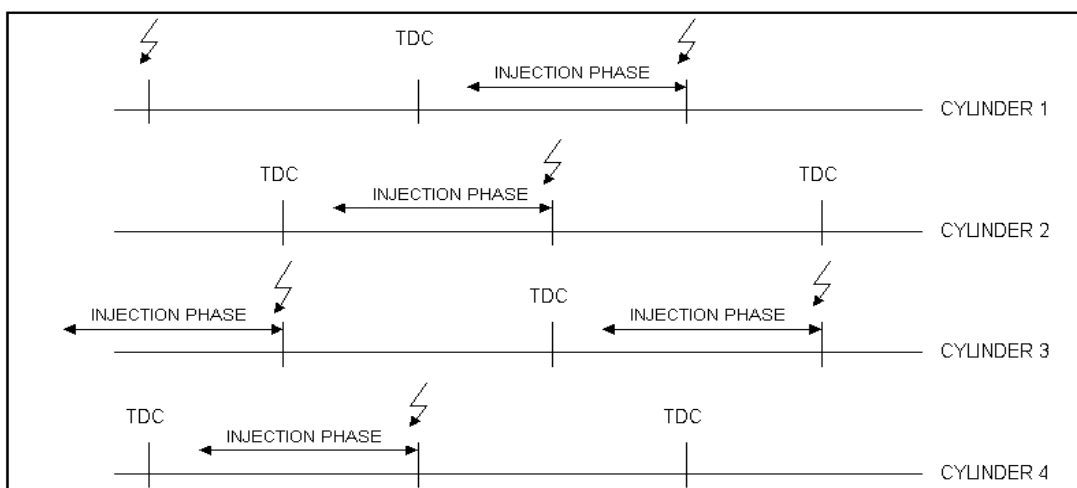 TDC
INJECTION PHASE
CYLINDER 1
TDC
INJECTION PHASE
TDC
CYLINDER 2
INJECTION PHASE
TDC
INJECTION PHASE
CYLINDER 3
TDC
INJECTION PHASE
TDC
CYLINDER 4